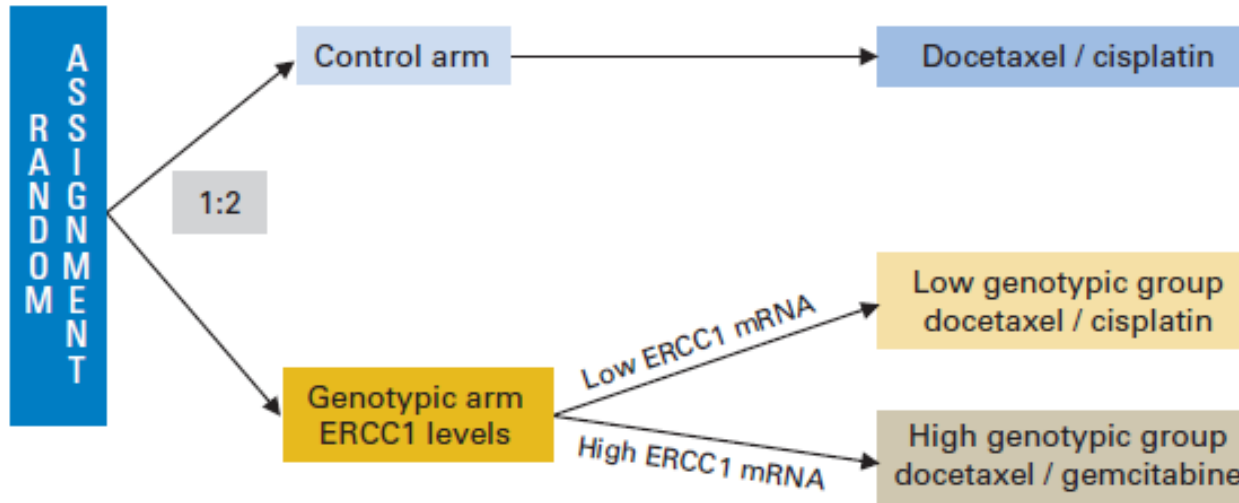 RANDOM
ASSIGNMENT
Control arm
Docetaxel / cisplatin
1:2
Genotypic arm
ERCC1 levels
Low ERCC1 mRNA
Low genotypic group
docetaxel / cisplatin
High ERCC1 mRNA
High genotypic group
docetaxel / gemcitabine